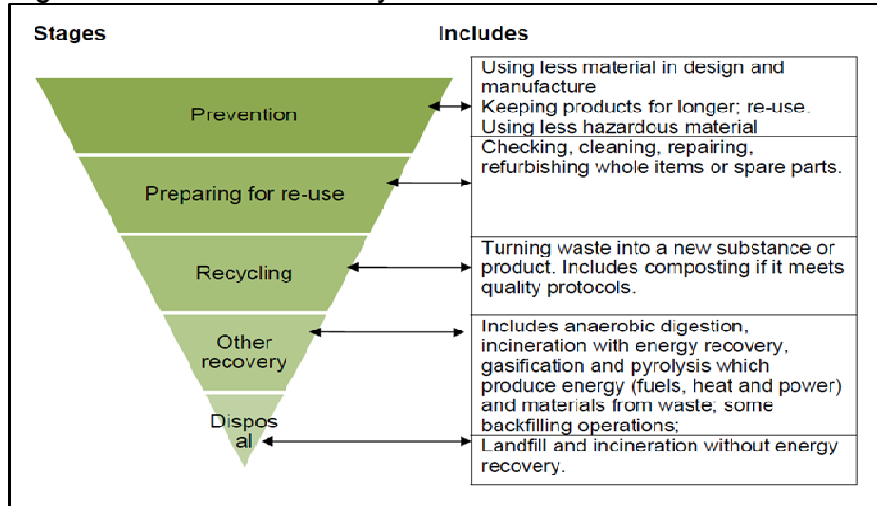 Stages
Includes
Prevention
Using less material in design and
manufacture
Keeping products for longer; re-use.
Using less hazardous material
Preparing for re-use
Checking, cleaning, repairing,
refurbishing whole items or spare parts.
Recycling
Turning waste into a new substance or
product. Includes composting if it meets
quality protocols.
Other
recovery
Includes anaerobic digestion,
incineration with energy recovery,
gasification and pyrolysis which
produce energy (fuels, heat and power)
and materials from waste; some
backfilling operations;
Dispos
al
Landfill and incineration without energy
recovery.